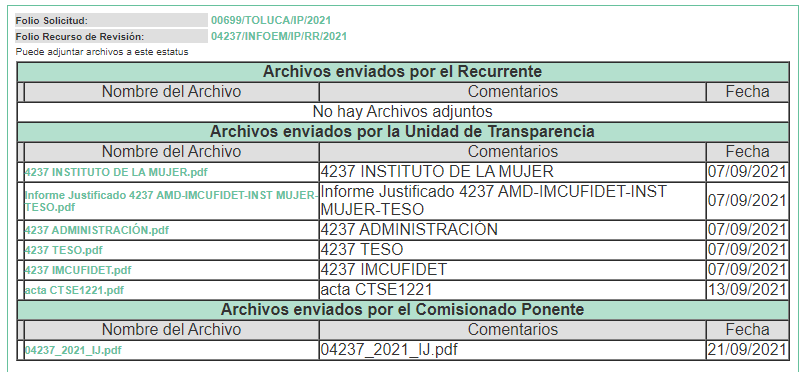 Folio Solicitud: 00699/TOLUCA/IP/2021
Folio Recurso de Revisión: 04237/INFOEM/IP/RR/2021
Puede adjuntar archivos a este estatus
Archivos enviados por el Recurrente
Nombre del Archivo Comentarios Fecha
No hay Archivos adjuntos
Archivos enviados por la Unidad de Transparencia
Nombre del Archivo Comentarios Fecha
4237 INSTITUTO DE LA MUJER.pdf 4237 INSTITUTO DE LA MUJER 07/09/2021
Informe Justificado 4237 AMD-IMCUFIDET-INST MUJER-
TESO.pdf
Informe Justificado 4237 AMD-IMCUFIDET-INST
MUJER-TESO
07/09/2021
4237 ADMINISTRACIÓN.pdf 4237 ADMINISTRACIÓN 07/09/2021
4237 TESO.pdf 4237 TESO 07/09/2021
4237 IMCUFIDET.pdf 4237 IMCUFIDET 07/09/2021
acta CTSE1221.pdf acta CTSE1221 13/09/2021
Archivos enviados por el Comisionado Ponente
Nombre del Archivo Comentarios Fecha
04237_2021_IJ.pdf 04237_2021_IJ.pdf 21/09/2021